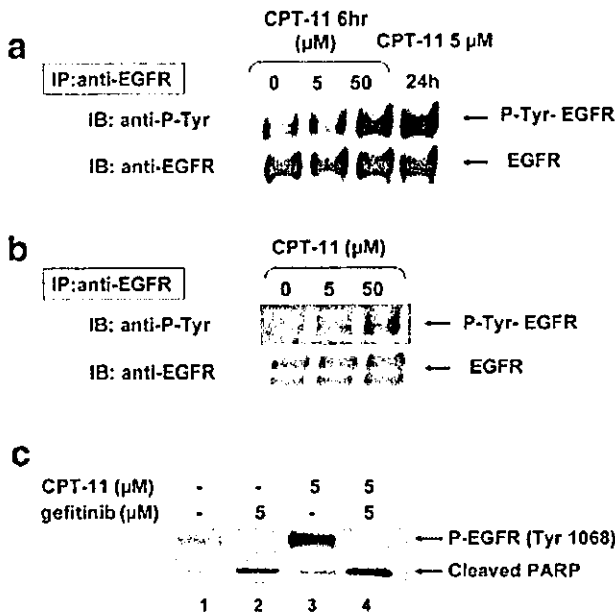 a
CPT-11 6hr
(µM)
CPT-11 5 µM
IP:anti-EGFR
0 5 50 24h
IB: anti-P-Tyr
P-Tyr- EGFR
IB: anti-EGFR
EGFR
b
CPT-11 (µM)
IP:anti-EGFR
0 5 50
IB: anti-P-Tyr
P-Tyr- EGFR
IB: anti-EGFR
EGFR
c
CPT-11 (µM) - - 5 5
gefitinib (µM) - 5 - 5
P-EGFR (Tyr 1068)
Cleaved PARP
1 2 3 4